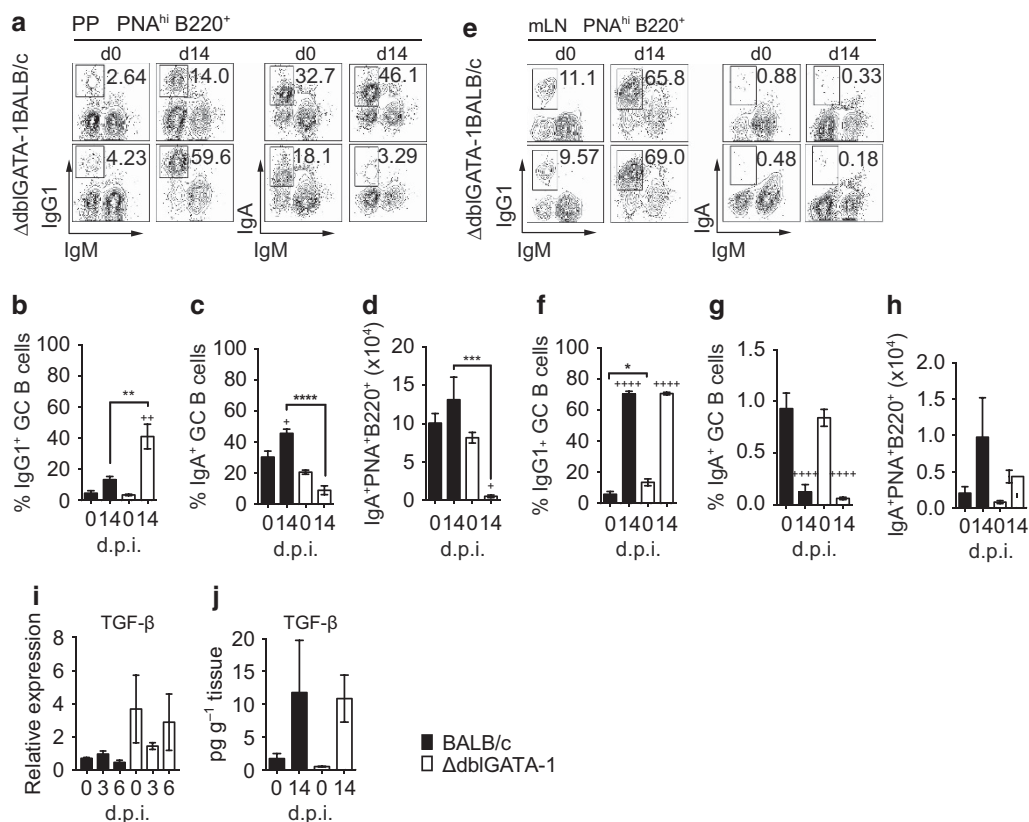 a
PP PNAhi B220+
d0 d14 d0 d14
ΔdblGATA-1BALB/c
2.64 14.0 32.7 46.1
4.23 59.6 18.1 3.29
IgG1
IgM
IgA
IgM
e
mLN PNAhi B220+
d0 d14 d0 d14
ΔdblGATA-1BALB/c
11.1 65.8 0.88 0.33
9.57 69.0 0.48 0.18
IgG1
IgM
IgA
IgM
b
% IgG1+ GC B cells
100
80
60
40
20
0
**
++
0 14 0 14
d.p.i.
c
% IgA+ GC B cells
100
80
60
40
20
0
****
+
0 14 0 14
d.p.i.
d
IgA+PNA+B220+ (x10⁴)
20
15
10
5
0
***
+
0 14 0 14
d.p.i.
f
% IgG1+ GC B cells
100
80
60
40
20
0
*
++++ ++++
0 14 0 14
d.p.i.
g
% IgA+ GC B cells
1.5
1.0
0.5
0.0
++++ ++++
0 14 0 14
d.p.i.
h
IgA+PNA+B220+ (x10⁴)
2.0
1.5
1.0
0.5
0.0
0 14 0 14
d.p.i.
i
TGF-β
Relative expression
8
6
4
2
0
0 3 6 0 3 6
d.p.i.
j
TGF-β
pg g⁻¹ tissue
20
15
10
5
0
0 14 0 14
d.p.i.
BALB/c
ΔdblGATA-1